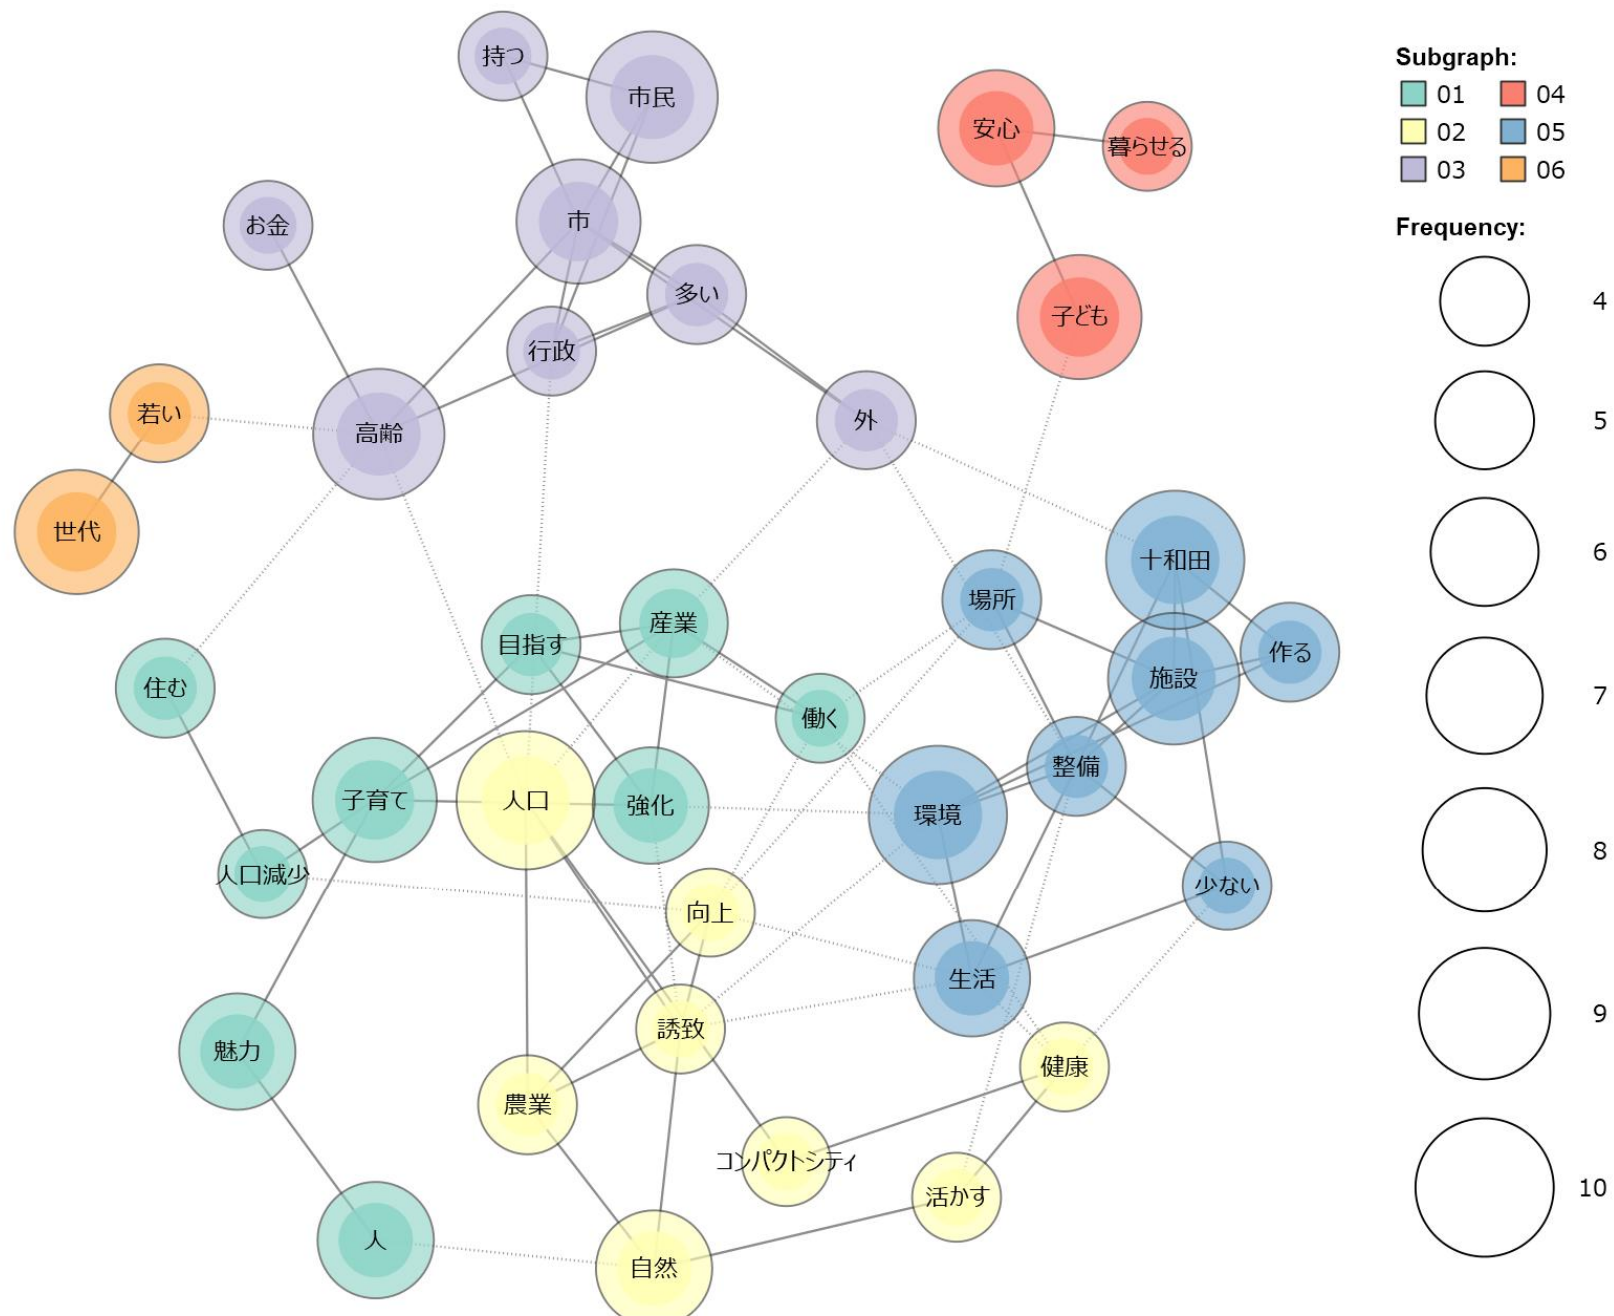 持つ
市民
安心
暮らせる
お金
市
多い
子ども
行政
若い
高齢
外
世代
十和田
場所
目指す
産業
作る
住む
施設
働く
整備
子育て
人口
強化
環境
人口減少
少ない
向上
生活
誘致
魅力
健康
農業
コンパクトシティ
活かす
人
自然
Subgraph:
01 04
02 05
03 06
Frequency:
4
5
6
7
8
9
10